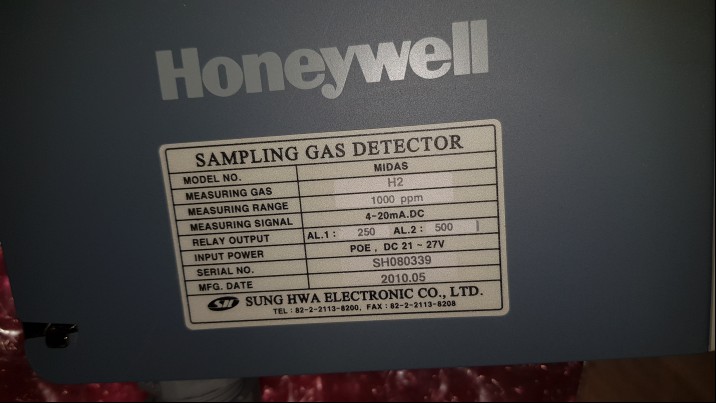 Honeywell
SAMPLING GAS DETECTOR
MODEL NO. MIDAS
MEASURING GAS H2
MEASURING RANGE 1000 ppm
MEASURING SIGNAL 4~20mA.DC
RELAY OUTPUT AL.1 : 250 AL.2 : 500
INPUT POWER POE , DC 21 ~ 27V
SERIAL NO. SH080339
MFG. DATE 2010.05
SH SUNG HWA ELECTRONIC CO., LTD.
TEL : 82-2-2113-8200, FAX : 82-2-2113-8208